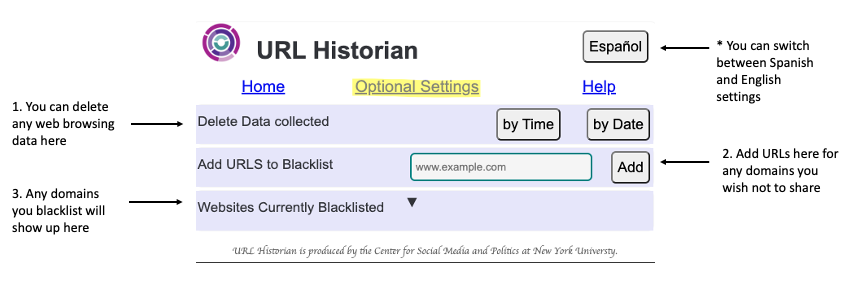 URL Historian
Español
* You can switch
between Spanish
and English
settings
Home Optional Settings Help
1. You can delete
any web browsing
data here
Delete Data collected by Time by Date
Add URLS to Blacklist www.example.com Add
2. Add URLs here for
any domains you
wish not to share
3. Any domains
you blacklist will
show up here
Websites Currently Blacklisted ▼
URL Historian is produced by the Center for Social Media and Politics at New York Universty.